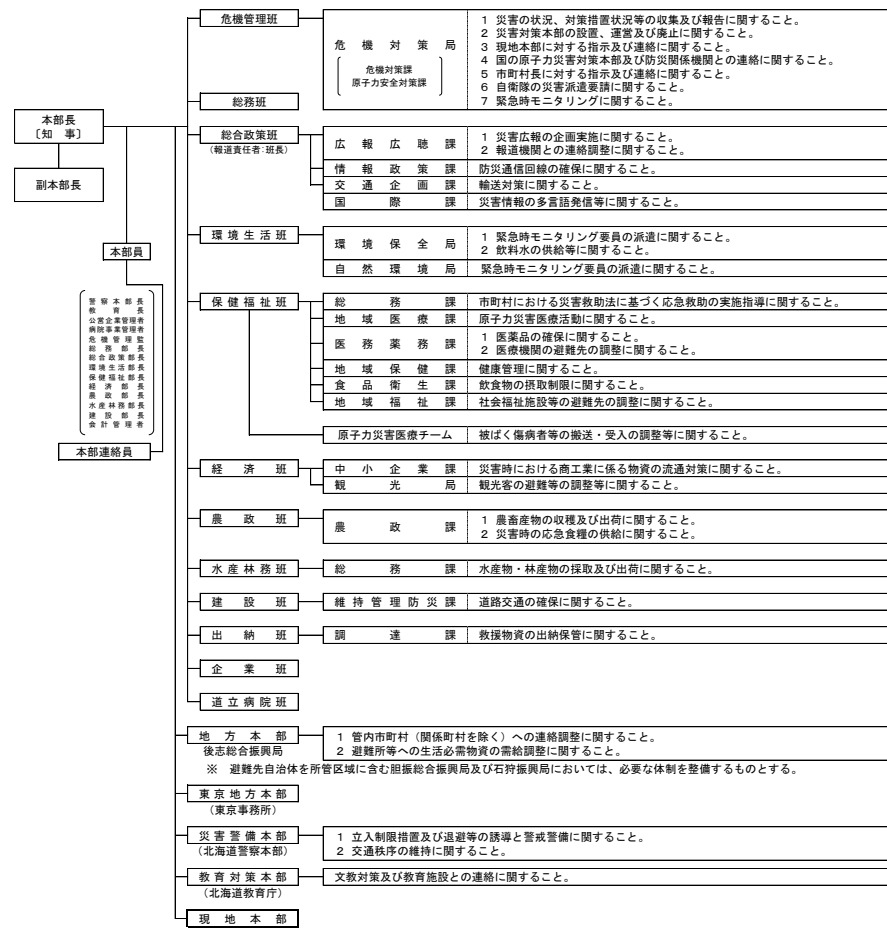 本部長
〔知 事〕
副本部長
本部員
警察本部長
教育長
公営企業管理者
病院事業管理者
危機管理監
総務部長
総合政策部長
環境生活部長
保健福祉部長
経済部長
農政部長
水産林務部長
建設部長
会計管理者
本部連絡員
危機管理班
危機対策局
危機対策課
原子力安全対策課
1 災害の状況、対策措置状況等の収集及び報告に関すること。
2 災害対策本部の設置、運営及び廃止に関すること。
3 現地本部に対する指示及び連絡に関すること。
4 国の原子力災害対策本部及び防災関係機関との連絡に関すること。
5 市町村長に対する指示及び連絡に関すること。
6 自衛隊の災害派遣要請に関すること。
7 緊急時モニタリングに関すること。
総務班
総合政策班
(報道責任者:班長)
広報広聴課
1 災害広報の企画実施に関すること。
2 報道機関との連絡調整に関すること。
情報政策課 防災通信回線の確保に関すること。
交通企画課 輸送対策に関すること。
国際課 災害情報の多言語発信等に関すること。
環境生活班
環境保全局
1 緊急時モニタリング要員の派遣に関すること。
2 飲料水の供給等に関すること。
自然環境局 緊急時モニタリング要員の派遣に関すること。
保健福祉班
総務課 市町村における災害救助法に基づく応急救助の実施指導に関すること。
地域医療課 原子力災害医療活動に関すること。
医務薬務課
1 医薬品の確保に関すること。
2 医療機関の避難先の調整に関すること。
地域保健課 健康管理に関すること。
食品衛生課 飲食物の摂取制限に関すること。
地域福祉課 社会福祉施設等の避難先の調整に関すること。
原子力災害医療チーム 被ばく傷病者等の搬送・受入の調整等に関すること。
経済班
中小企業課 災害時における商工業に係る物資の流通対策に関すること。
観光局 観光客の避難等の調整等に関すること。
農政班
農政課
1 農畜産物の収穫及び出荷に関すること。
2 災害時の応急食糧の供給に関すること。
水産林務班 総務課 水産物・林産物の採取及び出荷に関すること。
建設班 維持管理防災課 道路交通の確保に関すること。
出納班 調達課 救援物資の出納保管に関すること。
企業班
道立病院班
地方本部
後志総合振興局
1 管内市町村（関係町村を除く）への連絡調整に関すること。
2 避難所等への生活必需物資の需給調整に関すること。
※ 避難先自治体を所管区域に含む胆振総合振興局及び石狩振興局においては、必要な体制を整備するものとする。
東京地方本部
(東京事務所)
災害警備本部
(北海道警察本部)
1 立入制限措置及び退避等の誘導と警戒警備に関すること。
2 交通秩序の維持に関すること。
教育対策本部
(北海道教育庁)
文教対策及び教育施設との連絡に関すること。
現地本部